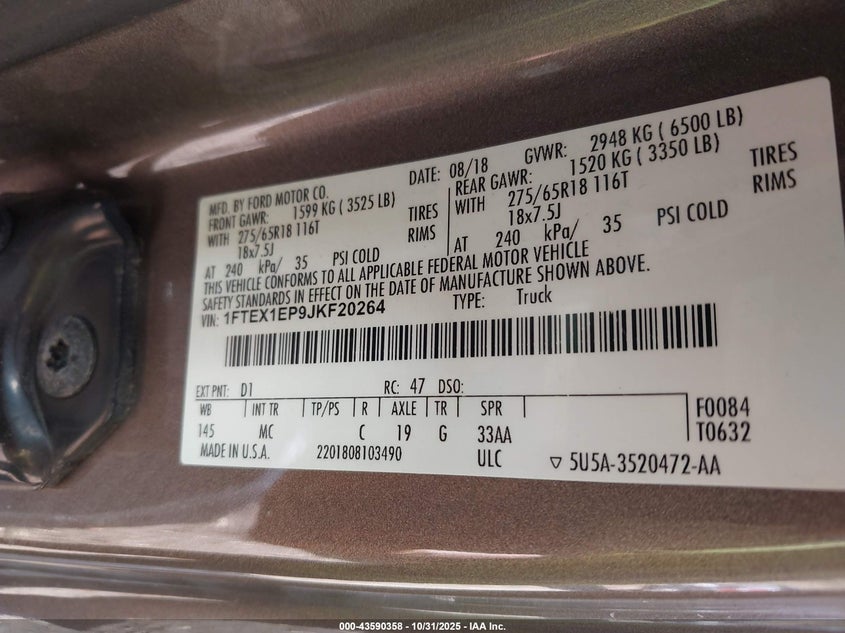 MFD. BY FORD MOTOR CO.
DATE: 08/18 GVWR: 2948 KG ( 6500 LB)
FRONT GAWR: 1599 KG ( 3525 LB)
REAR GAWR: 1520 KG ( 3350 LB)
WITH 275/65R18 116T TIRES
WITH 275/65R18 116T TIRES
18x7.5J RIMS
18x7.5J RIMS
AT 240 kPa/ 35 PSI COLD
AT 240 kPa/ 35 PSI COLD
THIS VEHICLE CONFORMS TO ALL APPLICABLE FEDERAL MOTOR VEHICLE
SAFETY STANDARDS IN EFFECT ON THE DATE OF MANUFACTURE SHOWN ABOVE.
VIN: 1FTEX1EP9JKF20264 TYPE: Truck
EXT PNT: D1 RC: 47 DSO:
WB INT TR TP/PS R AXLE TR SPR F0084
145 MC C 19 G 33AA T0632
MADE IN U.S.A. 2201808103490 ULC ▽ 5U5A-3520472-AA
000-43590358 - 10/31/2025 - IAA Inc.